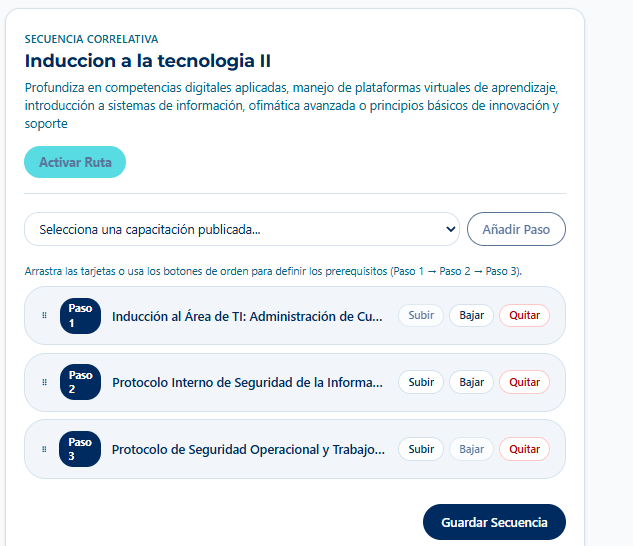 SECUENCIA CORRELATIVA
Induccion a la tecnologia II
Profundiza en competencias digitales aplicadas, manejo de plataformas virtuales de aprendizaje,
introducción a sistemas de información, ofimática avanzada o principios básicos de innovación y
soporte
Activar Ruta
Selecciona una capacitación publicada...
Añadir Paso
Arrastra las tarjetas o usa los botones de orden para definir los prerequisitos (Paso 1 → Paso 2 → Paso 3).
Paso
1
Inducción al Área de TI: Administración de Cu...
Subir
Bajar
Quitar
Paso
2
Protocolo Interno de Seguridad de la Informa...
Subir
Bajar
Quitar
Paso
3
Protocolo de Seguridad Operacional y Trabajo...
Subir
Bajar
Quitar
Guardar Secuencia